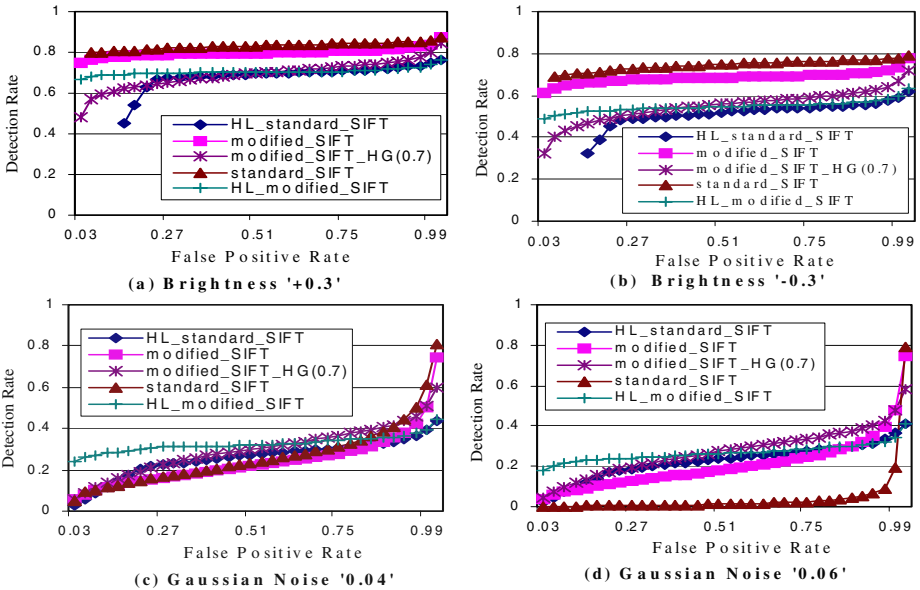 1
0.8
0.6
0.4
0.2
0
Detection Rate
HL_standard_SIFT
modified_SIFT
modified_SIFT_HG(0.7)
standard_SIFT
HL_modified_SIFT
0.03 0.27 0.51 0.75 0.99
False Positive Rate
(a) Brightness '+0.3'
1
0.8
0.6
0.4
0.2
0
Detection Rate
HL_standard_SIFT
modified_SIFT
modified_SIFT_HG(0.7)
standard_SIFT
HL_modified_SIFT
0.03 0.27 0.51 0.75 0.99
False Positive Rate
(b) Brightness '-0.3'
1
0.8
0.6
0.4
0.2
0
Detection Rate
HL_standard_SIFT
modified_SIFT
modified_SIFT_HG(0.7)
standard_SIFT
HL_modified_SIFT
0.03 0.27 0.51 0.75 0.99
False Positive Rate
(c) Gaussian Noise '0.04'
1
0.8
0.6
0.4
0.2
0
Detection Rate
HL_standard_SIFT
modified_SIFT
modified_SIFT_HG(0.7)
standard_SIFT
HL_modified_SIFT
0.03 0.27 0.51 0.75 0.99
False Positive Rate
(d) Gaussian Noise '0.06'